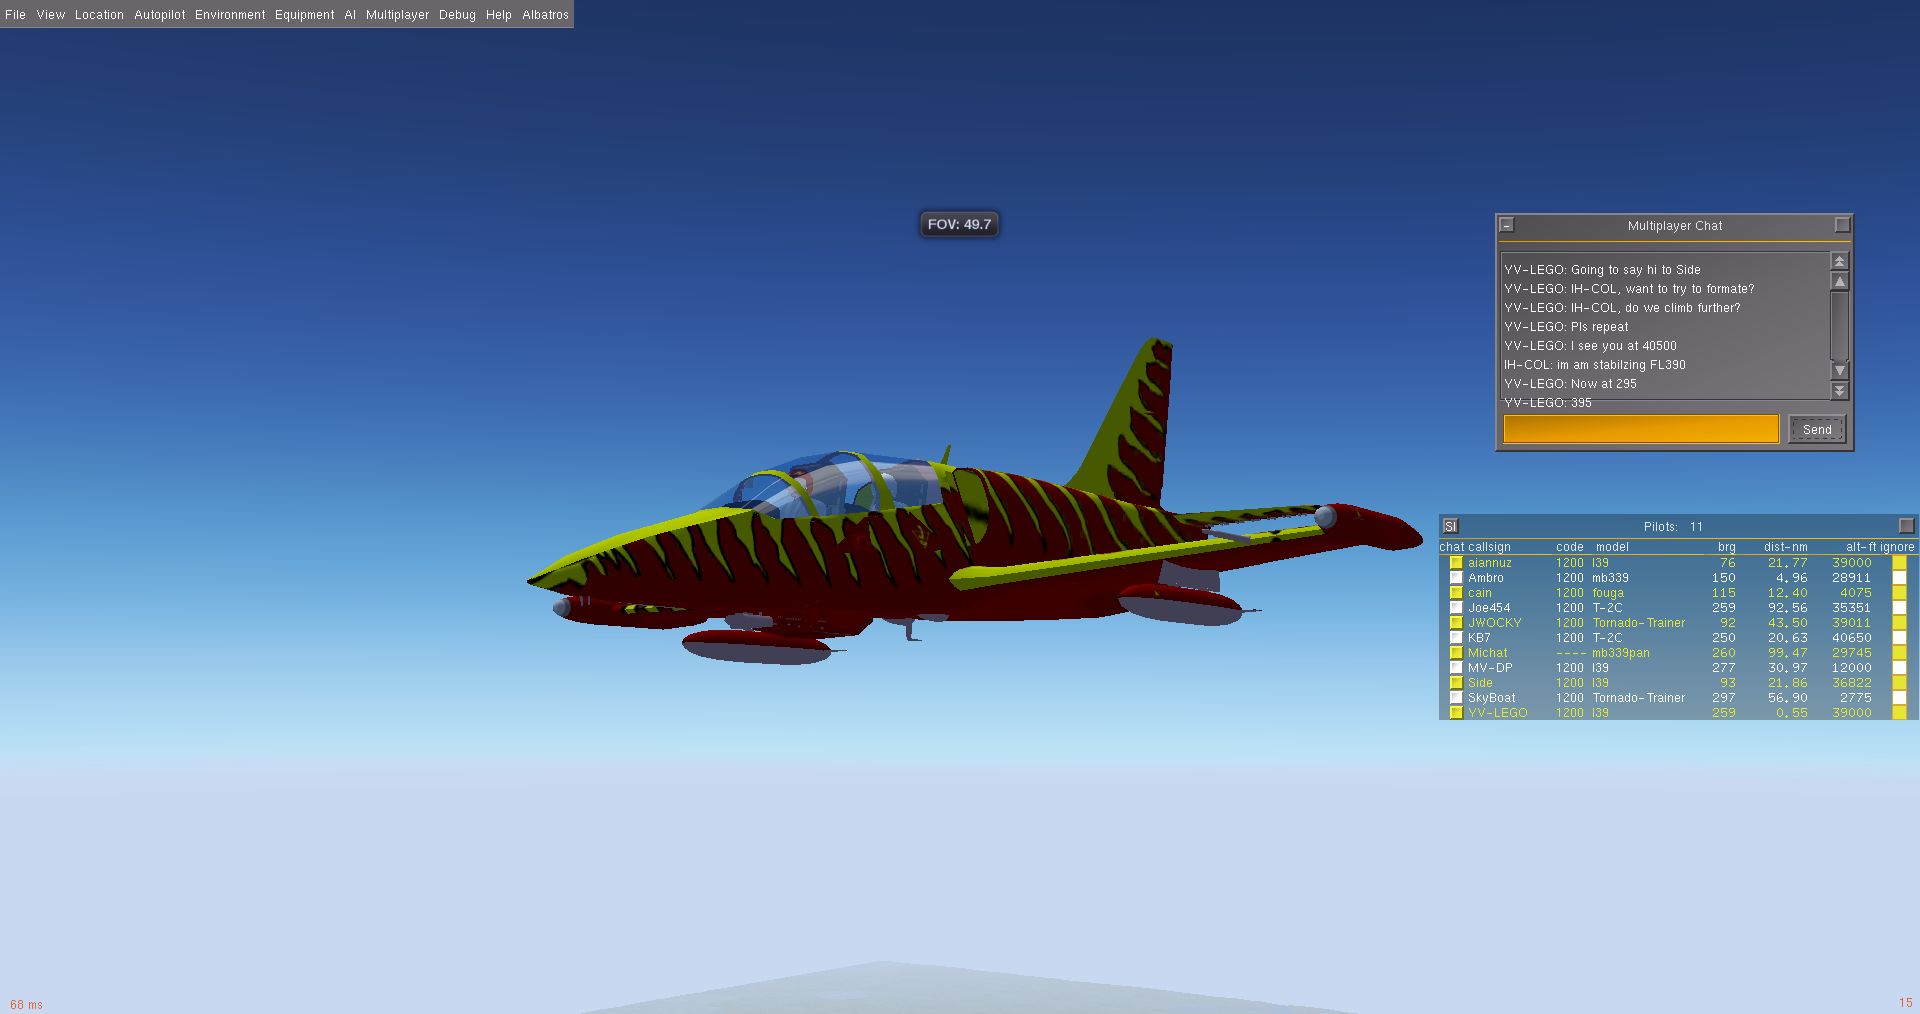 File View Location Autopilot Environment Equipment AI Multiplayer Debug Help Albatros
FOV: 49.7
Multiplayer Chat
YV-LEGO: Going to say hi to Side
YV-LEGO: IH-COL, want to try to formate?
YV-LEGO: IH-COL, do we climb further?
YV-LEGO: Pls repeat
YV-LEGO: I see you at 40500
IH-COL: im am stabilzing FL390
YV-LEGO: Now at 295
YV-LEGO: 395
Send
SI Pilots: 11
chat callsign code model brg dist-nm alt-ft ignore
aiannuz 1200 l39 76 21.77 39000
Ambro 1200 mb339 150 4.96 28911
cain 1200 fouga 115 12.40 4075
Joe454 1200 T-2C 259 92.56 35351
JWOCKY 1200 Tornado-Trainer 92 43.50 39011
KB7 1200 T-2C 250 20.63 40650
Michat ---- mb339pan 260 99.47 29745
MV-DP 1200 l39 277 30.97 12000
Side 1200 l39 93 21.86 36822
SkyBoat 1200 Tornado-Trainer 297 56.90 2775
YV-LEGO 1200 l39 259 0.55 39000
68 ms
15